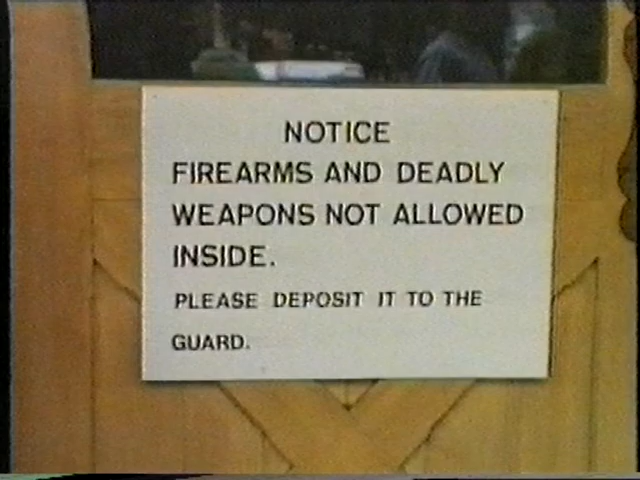 NOTICE
FIREARMS AND DEADLY
WEAPONS NOT ALLOWED
INSIDE.
PLEASE DEPOSIT IT TO THE
GUARD.